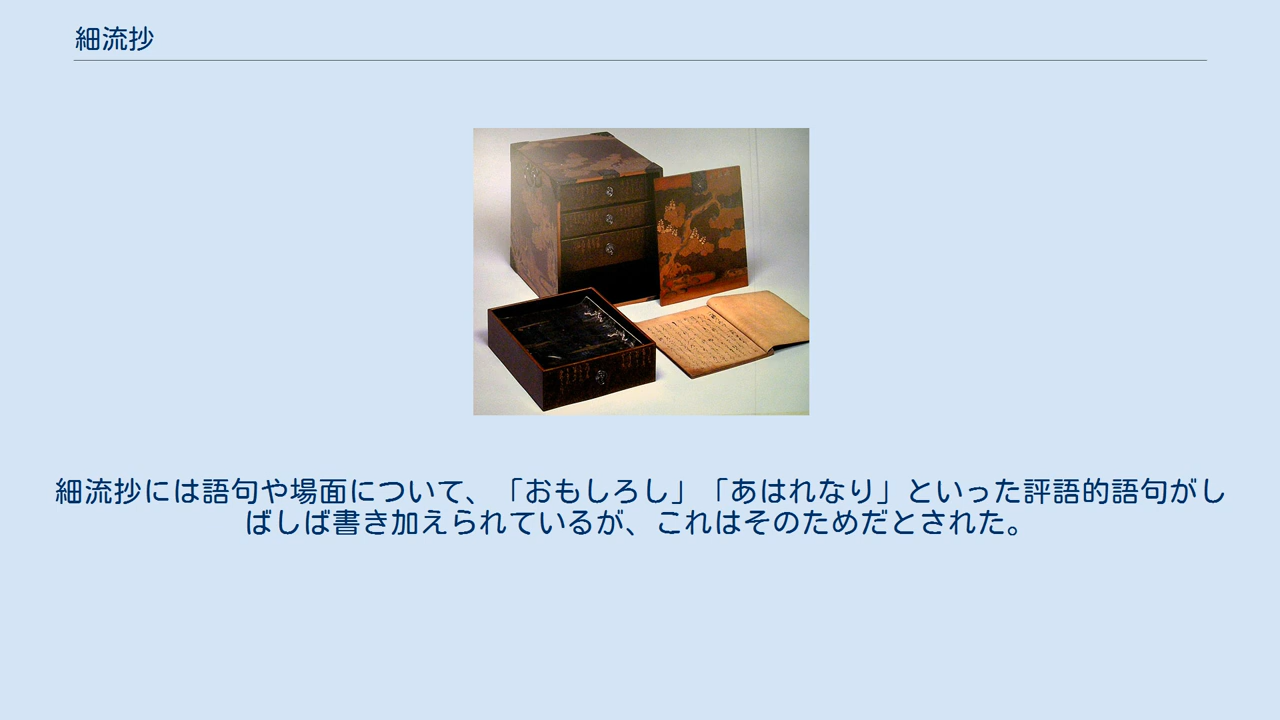 細流抄
細流抄には語句や場面について、「おもしろし」「あはれなり」といった評語的語句がし
ばしば書き加えられているが、これはそのためだとされた。